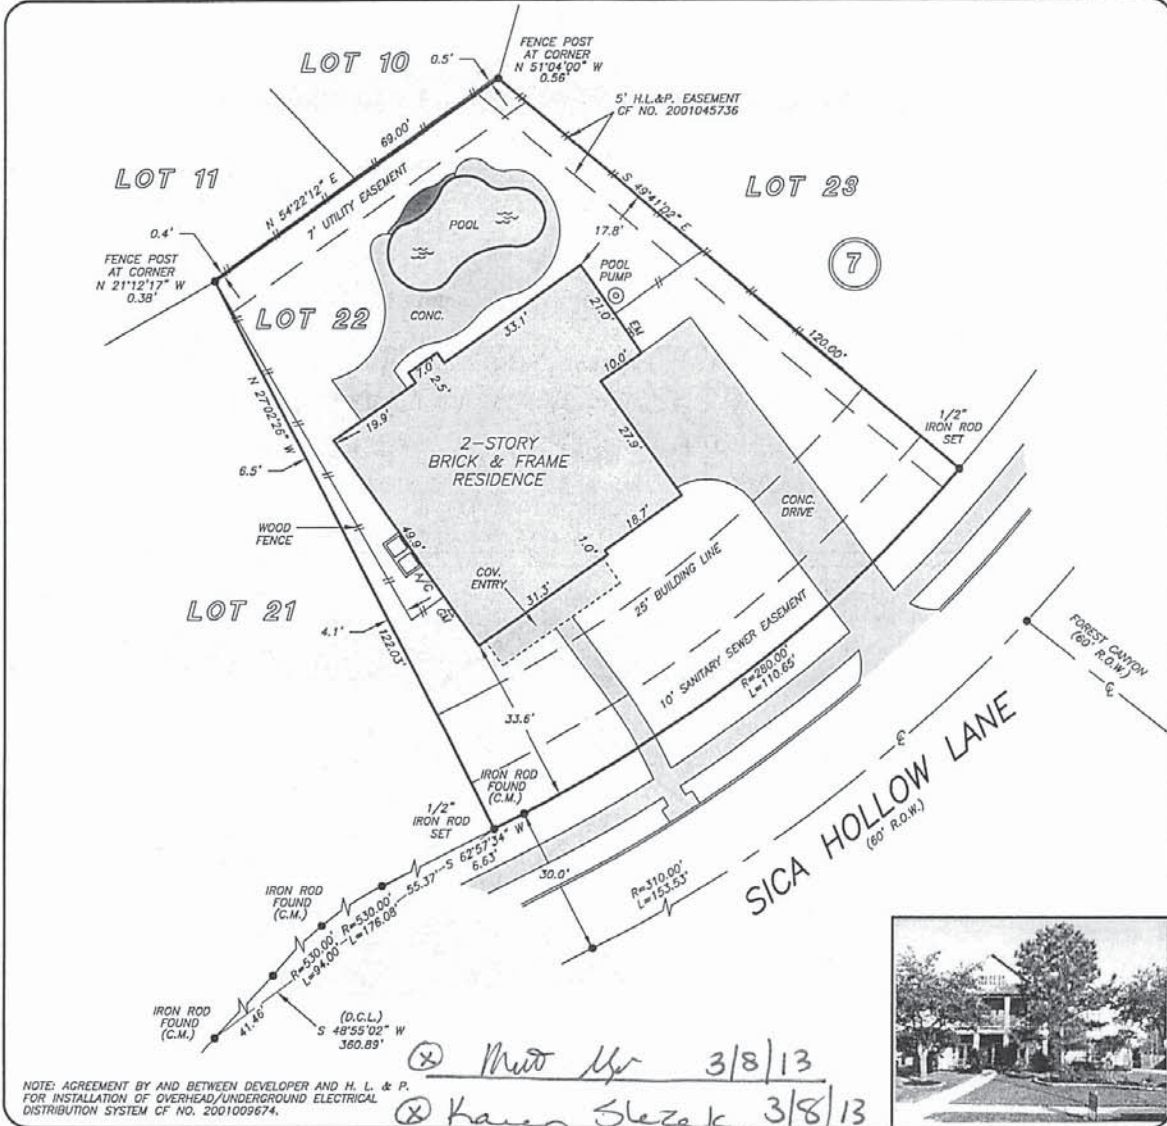 LOT 10
0.5'
FENCE POST
AT CORNER
N 51°04'00" W
0.56'
5' H.L.&P. EASEMENT
CF NO. 2001045736
LOT 11
69.00'
N 54°22'12" E
7' UTILITY EASEMENT
LOT 23
S 49°41'22" E
0.4'
FENCE POST
AT CORNER
N 21°12'17" W
0.38'
POOL
17.8'
7
POOL
PUMP
LOT 22
CONC.
33.1'
21.0'
EM
120.00'
7.0'
2.5'
10.0'
N 27°02'26" W
19.9'
1/2"
IRON ROD
SET
2-STORY
BRICK & FRAME
RESIDENCE
27.9'
6.5'
CONC.
DRIVE
WOOD
FENCE
49.9'
18.7'
1.0'
A/C
GM
COV.
ENTRY
31.3'
25' BUILDING LINE
LOT 21
4.1'
122.03'
10' SANITARY SEWER EASEMENT
R=280.00'
L=110.65'
FOREST CANYON
(60' R.O.W.)
33.6'
IRON ROD
FOUND
(C.M.)
1/2"
IRON ROD
SET
S 62°57'34" W
6.63'
SICA HOLLOW LANE
(60' R.O.W.)
30.0'
R=310.00'
L=153.53'
55.37'
IRON ROD
FOUND
(C.M.)
R=530.00'
L=176.08'
R=530.00'
L=94.00'
41.46'
IRON ROD
FOUND
(C.M.)
(D.C.L.)
S 48°55'02" W
360.89'
3/8/13
Karen Slezak 3/8/13
NOTE: AGREEMENT BY AND BETWEEN DEVELOPER AND H. L. & P.
FOR INSTALLATION OF OVERHEAD/UNDERGROUND ELECTRICAL
DISTRIBUTION SYSTEM CF NO. 2001009674.